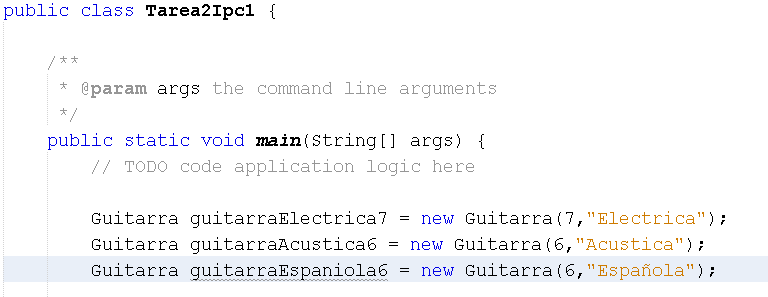 public class Tarea2Ipc1 {
/**
* @param args the command line arguments
*/
public static void main(String[] args) {
// TODO code application logic here
Guitarra guitarraElectrica7 = new Guitarra(7,"Electrica");
Guitarra guitarraAcustica6 = new Guitarra(6,"Acustica");
Guitarra guitarraEspaniola6 = new Guitarra(6,"Española");